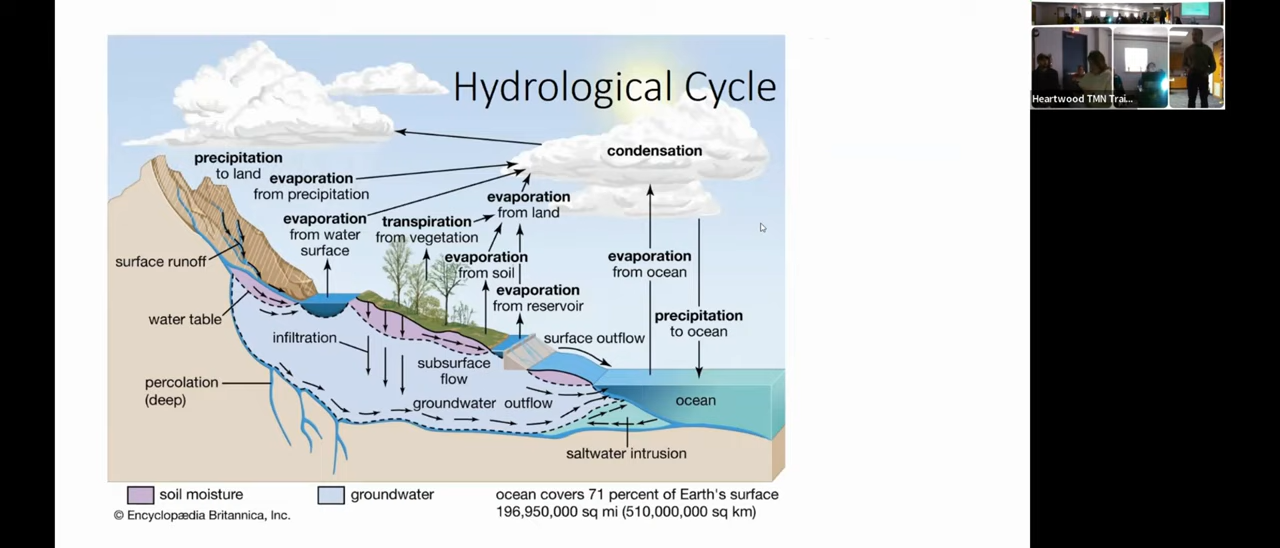 Hydrological Cycle
condensation
precipitation
to land
evaporation
from precipitation
evaporation
from land
evaporation
from water
surface
transpiration
from vegetation
evaporation
from soil
evaporation
from ocean
surface runoff
evaporation
from reservoir
water table
precipitation
to ocean
infiltration
surface outflow
subsurface
flow
percolation
(deep)
groundwater outflow
ocean
saltwater intrusion
soil moisture
groundwater
ocean covers 71 percent of Earth's surface
196,950,000 sq mi (510,000,000 sq km)
© Encyclopædia Britannica, Inc.
Heartwood TMN Trai...